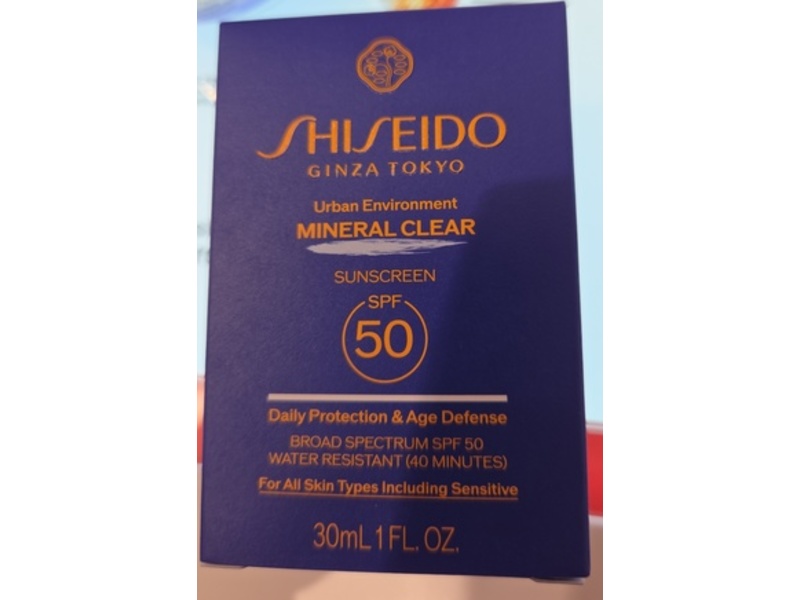 SHISEIDO
GINZA TOKYO
Urban Environment
MINERAL CLEAR
SUNSCREEN
SPF
50
Daily Protection & Age Defense
BROAD SPECTRUM SPF 50
WATER RESISTANT (40 MINUTES)
For All Skin Types Including Sensitive
30mL 1 FL. OZ.